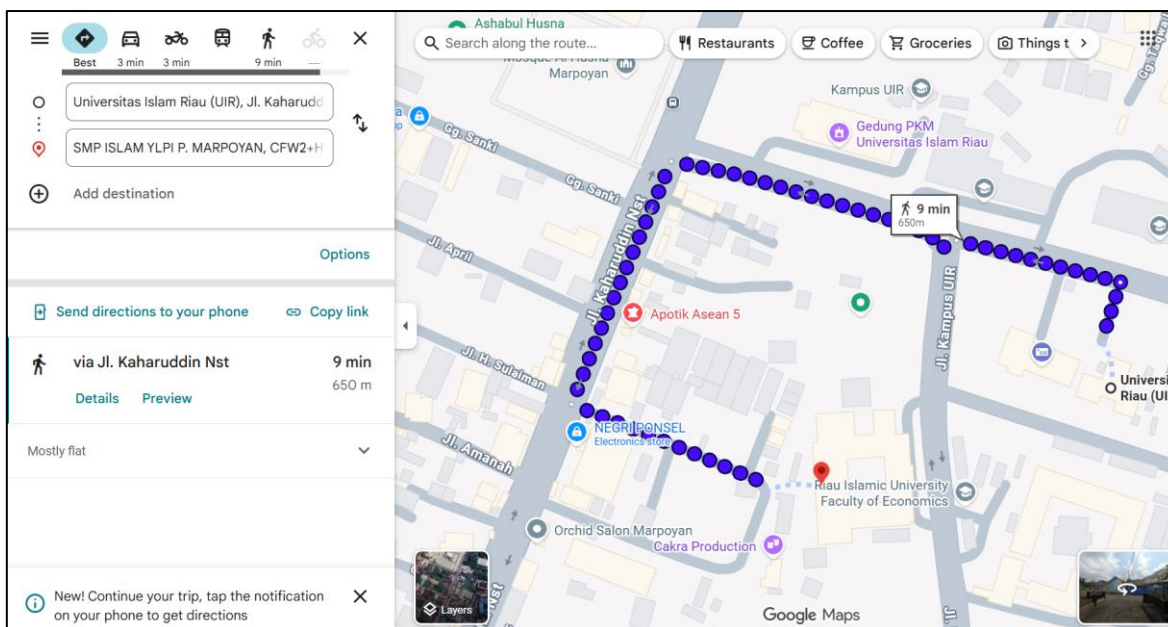 Best
3 min
3 min
9 min
Universitas Islam Riau (UIR), Jl. Kaharudd
SMP ISLAM YLPI P. MARPOYAN, CFW2+H
Add destination
Options
Send directions to your phone
Copy link
via Jl. Kaharuddin Nst
9 min
650 m
Details
Preview
Mostly flat
New! Continue your trip, tap the notification
on your phone to get directions
Search along the route...
Restaurants
Coffee
Groceries
Things t
Ashabul Husna
Marpoyan
Kampus UIR
Gedung PKM
Universitas Islam Riau
Gg. Taqwa
Gg. Sanki
Gg. Sanki
9 min
650m
Jl. April
Jl. Kaharuddin Nst
Apotik Asean 5
Jl. Kampus UIR
Jl. H. Sulaiman
Universi
Riau (UI
NEGRI PONSEL
Electronics store
Jl. Amanah
Riau Islamic University
Faculty of Economics
Orchid Salon Marpoyan
Cakra Production
Nst
Jl.
Layers
Google Maps